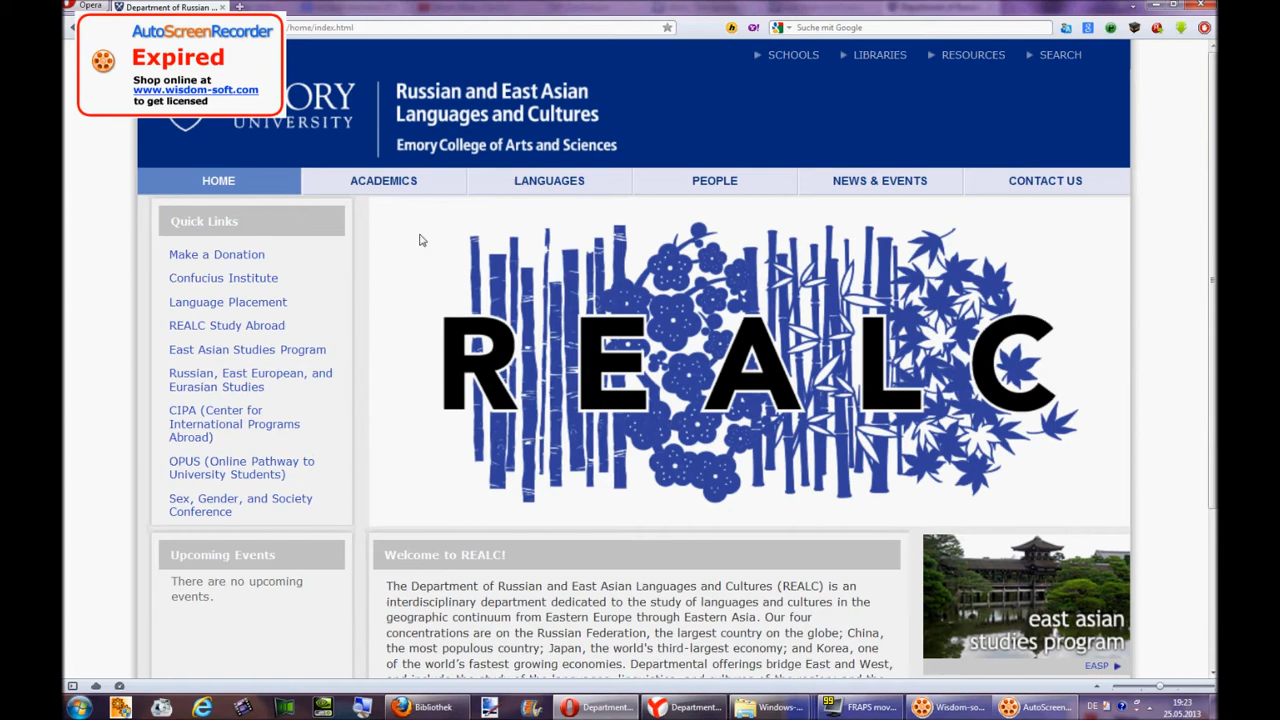 Opera
Department of Russian ...
/home/index.html
Suche mit Google
AutoScreenRecorder
Expired
Shop online at
www.wisdom-soft.com
to get licensed
SCHOOLS
LIBRARIES
RESOURCES
SEARCH
EMORY
UNIVERSITY
Russian and East Asian
Languages and Cultures
Emory College of Arts and Sciences
HOME
ACADEMICS
LANGUAGES
PEOPLE
NEWS & EVENTS
CONTACT US
Quick Links
Make a Donation
Confucius Institute
Language Placement
REALC Study Abroad
East Asian Studies Program
Russian, East European, and
Eurasian Studies
CIPA (Center for
International Programs
Abroad)
OPUS (Online Pathway to
University Students)
Sex, Gender, and Society
Conference
REALC
Upcoming Events
There are no upcoming
events.
Welcome to REALC!
The Department of Russian and East Asian Languages and Cultures (REALC) is an
interdisciplinary department dedicated to the study of languages and cultures in the
geographic continuum from Eastern Europe through Eastern Asia. Our four
concentrations are on the Russian Federation, the largest country on the globe; China,
the most populous country; Japan, the world's third-largest economy; and Korea, one
of the world's fastest growing economies. Departmental offerings bridge East and West,
east asian
studies program
EASP
Bibliothek
Department...
Department...
Windows-...
FRAPS mov...
Wisdom-so...
AutoScreen...
DE
19:23
25.05.2013